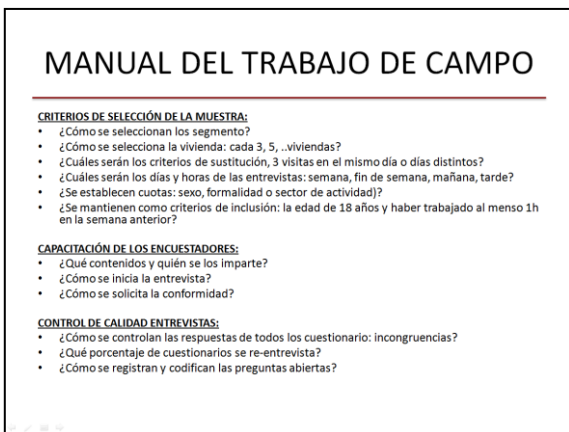 MANUAL DEL TRABAJO DE CAMPO
CRITERIOS DE SELECCIÓN DE LA MUESTRA:
• ¿Cómo se seleccionan los segmento?
• ¿Cómo se selecciona la vivienda: cada 3, 5, ..viviendas?
• ¿Cuáles serán los criterios de sustitución, 3 visitas en el mismo día o días distintos?
• ¿Cuáles serán los días y horas de las entrevistas: semana, fin de semana, mañana, tarde?
• ¿Se establecen cuotas: sexo, formalidad o sector de actividad)?
• ¿Se mantienen como criterios de inclusión: la edad de 18 años y haber trabajado al menso 1h
en la semana anterior?
CAPACITACIÓN DE LOS ENCUESTADORES:
• ¿Qué contenidos y quién se los imparte?
• ¿Cómo se inicia la entrevista?
• ¿Cómo se solicita la conformidad?
CONTROL DE CALIDAD ENTREVISTAS:
• ¿Cómo se controlan las respuestas de todos los cuestionario: incongruencias?
• ¿Qué porcentaje de cuestionarios se re-entrevista?
• ¿Cómo se registran y codifican las preguntas abiertas?